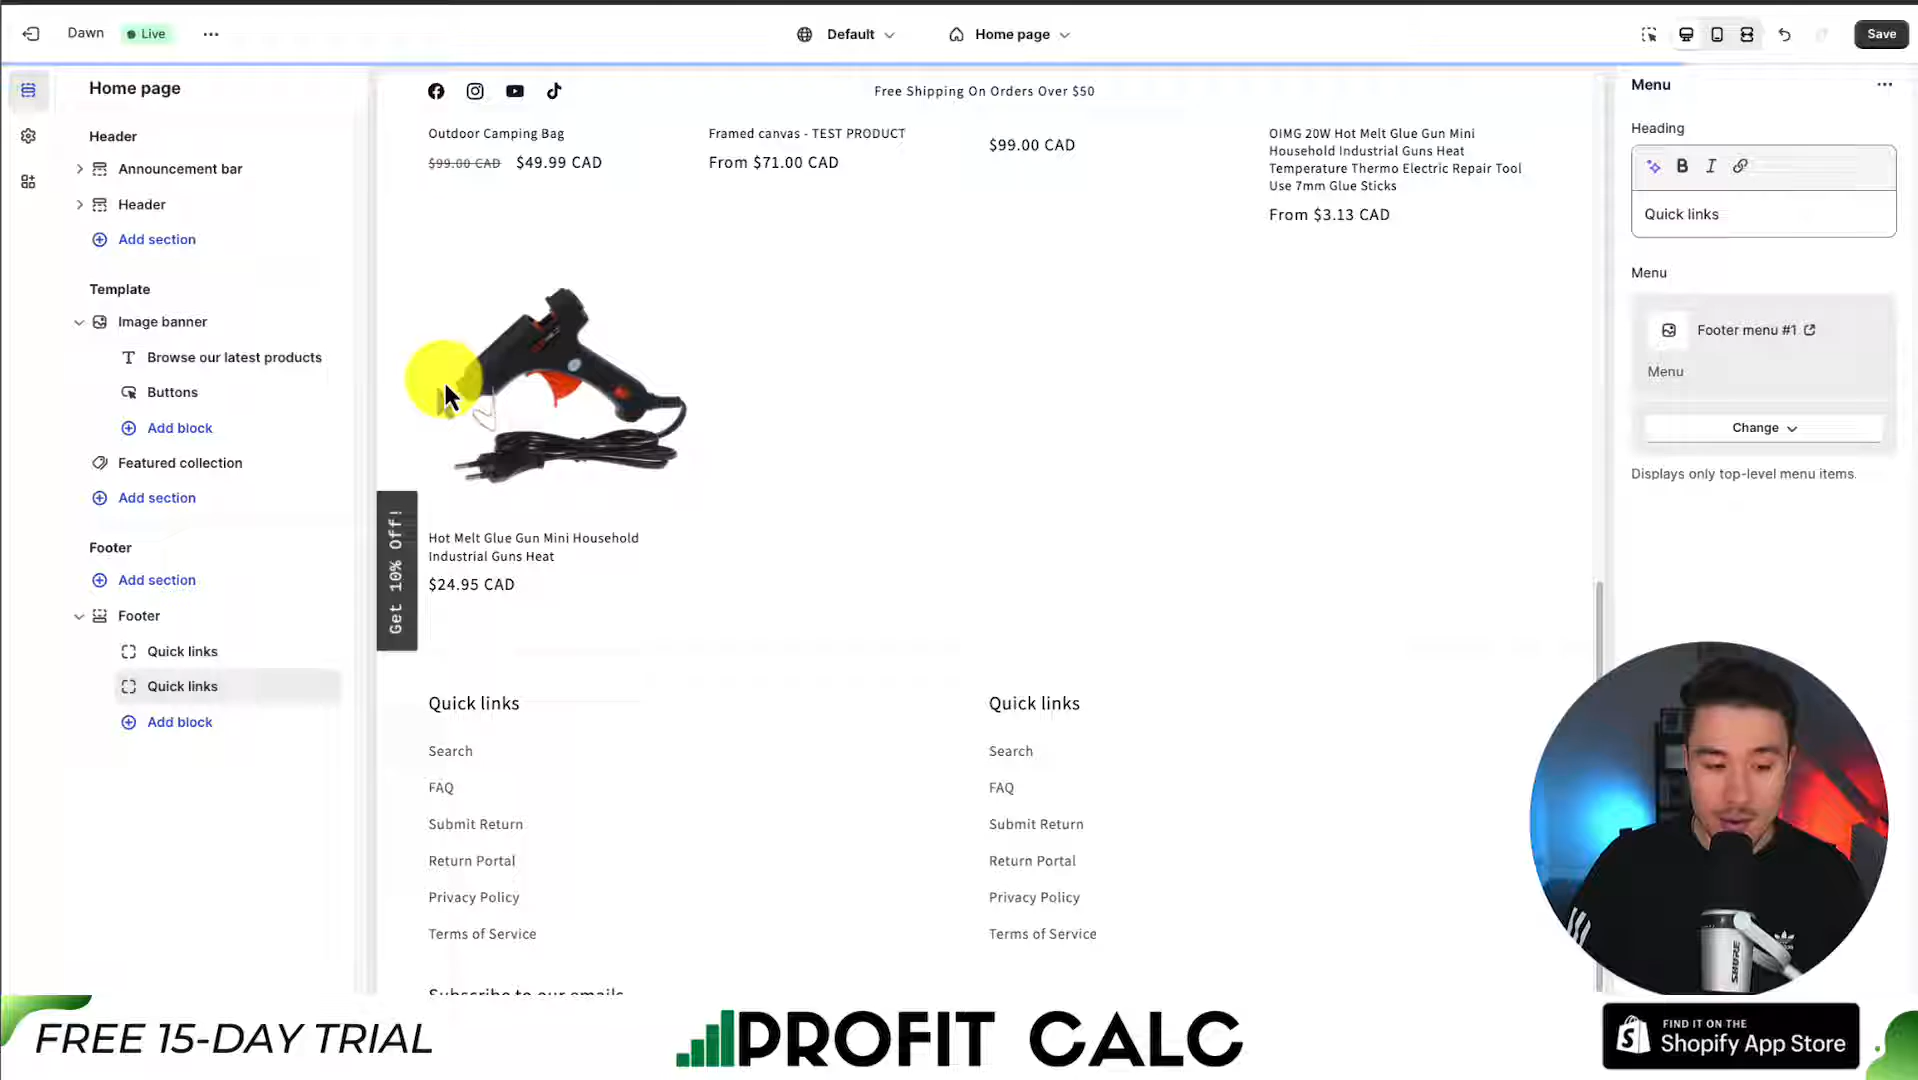 Dawn
Live
Default
Home page
Save
Home page
Header
Announcement bar
Header
Add section
Template
Image banner
Browse our latest products
Buttons
Add block
Featured collection
Add section
Footer
Add section
Footer
Quick links
Quick links
Add block
Free Shipping On Orders Over $50
Outdoor Camping Bag
$99.00 CAD $49.99 CAD
Framed canvas - TEST PRODUCT
From $71.00 CAD
$99.00 CAD
OIMG 20W Hot Melt Glue Gun Mini
Household Industrial Guns Heat
Temperature Thermo Electric Repair Tool
Use 7mm Glue Sticks
From $3.13 CAD
Get 10% Off!
Hot Melt Glue Gun Mini Household
Industrial Guns Heat
$24.95 CAD
Quick links
Search
FAQ
Submit Return
Return Portal
Privacy Policy
Terms of Service
Quick links
Search
FAQ
Submit Return
Return Portal
Privacy Policy
Terms of Service
Subscribe to our emails
Menu
Heading
B I
Quick links
Menu
Footer menu #1
Menu
Change
Displays only top-level menu items.
SHURE
FREE 15-DAY TRIAL
PROFIT CALC
FIND IT ON THE
Shopify App Store